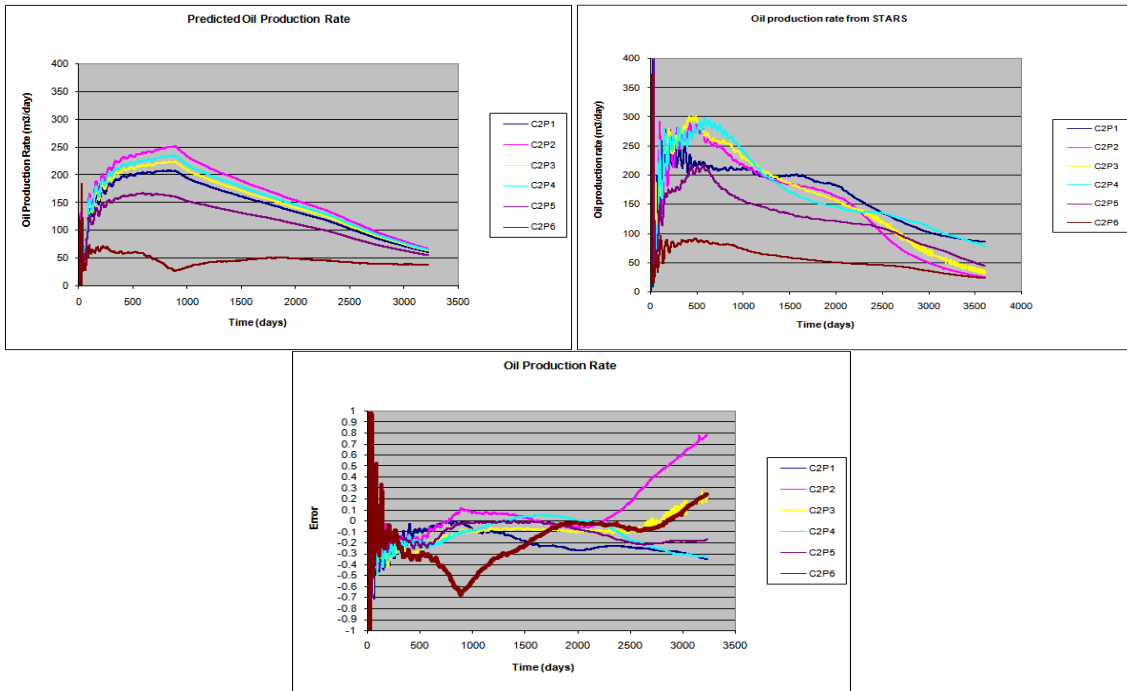 Predicted Oil Production Rate
Oil Production Rate (m3/day)
400
350
300
250
200
150
100
50
0
0 500 1000 1500 2000 2500 3000 3500
Time (days)
C2P1
C2P2
C2P3
C2P4
C2P5
C2P6
Oil production rate from STARS
Oil production rate (m3/day)
400
350
300
250
200
150
100
50
0
0 500 1000 1500 2000 2500 3000 3500 4000
Time (days)
C2P1
C2P2
C2P3
C2P4
C2P5
C2P6
Oil Production Rate
Error
1
0.9
0.8
0.7
0.6
0.5
0.4
0.3
0.2
0.1
0
-0.1
-0.2
-0.3
-0.4
-0.5
-0.6
-0.7
-0.8
-0.9
-1
0 500 1000 1500 2000 2500 3000 3500
Time (days)
C2P1
C2P2
C2P3
C2P4
C2P5
C2P6